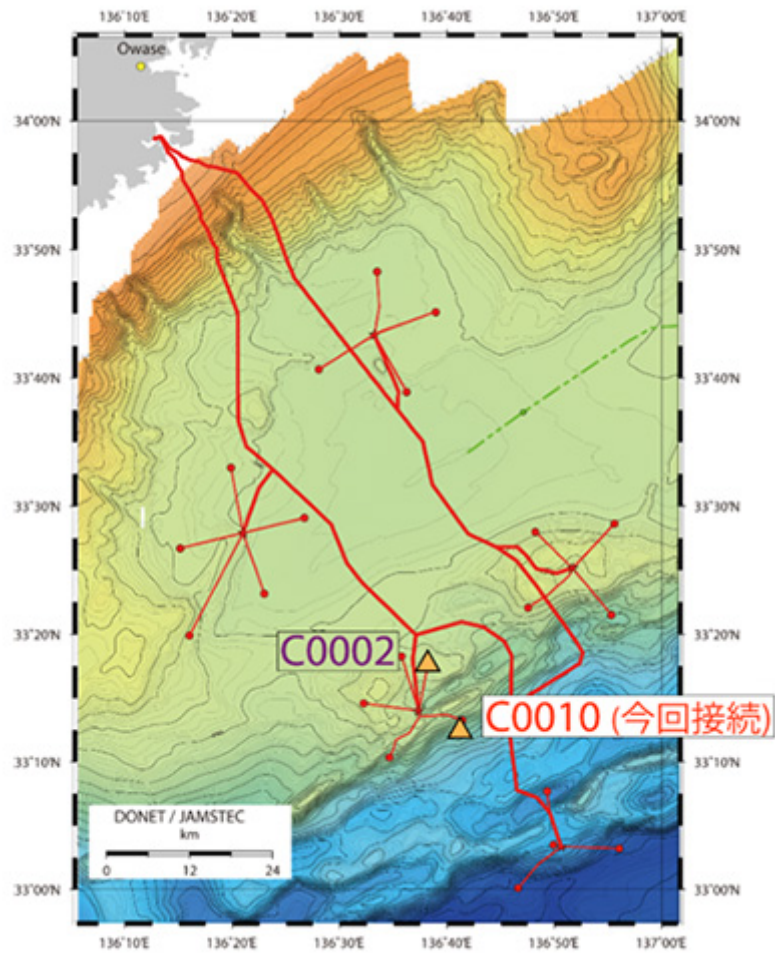 136°10'E 136°20'E 136°30'E 136°40'E 136°50'E 137°00'E
Owase
34°00'N 34°00'N
33°50'N 33°50'N
33°40'N 33°40'N
33°30'N 33°30'N
33°20'N 33°20'N
C0002
C0010 (今回接続)
33°10'N 33°10'N
DONET / JAMSTEC
km
0 12 24
33°00'N 33°00'N
136°10'E 136°20'E 136°30'E 136°40'E 136°50'E 137°00'E